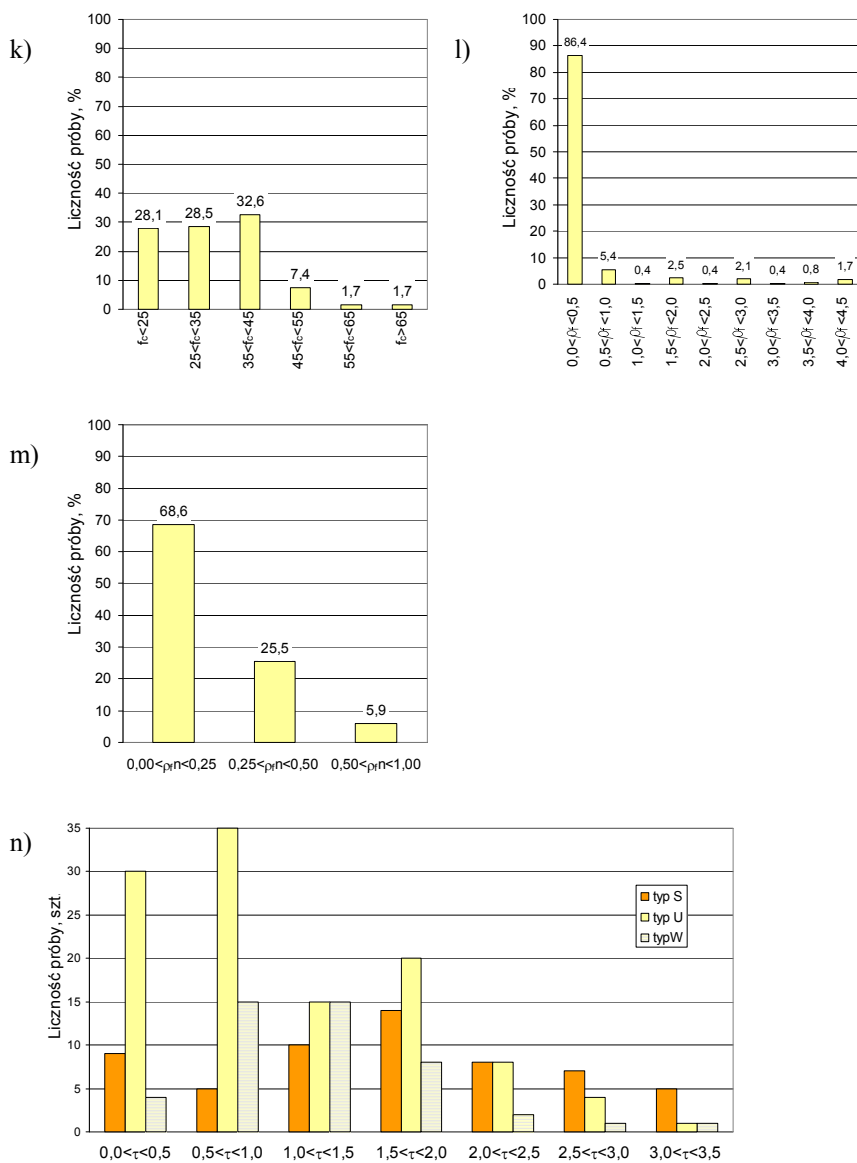 k)
Liczność próby, %
100
90
80
70
60
50
40
30
20
10
0
28,1
28,5
32,6
7,4
1,7
1,7
fc<25
25<fc<35
35<fc<45
45<fc<55
55<fc<65
fc>65
l)
Liczność próby, %
100
90
80
70
60
50
40
30
20
10
0
86,4
5,4
0,4
2,5
0,4
2,1
0,4
0,8
1,7
0,0<ρf<0,5
0,5<ρf<1,0
1,0<ρf<1,5
1,5<ρf<2,0
2,0<ρf<2,5
2,5<ρf<3,0
3,0<ρf<3,5
3,5<ρf<4,0
4,0<ρf<4,5
m)
Liczność próby, %
100
90
80
70
60
50
40
30
20
10
0
68,6
25,5
5,9
0,00<ρfn<0,25
0,25<ρfn<0,50
0,50<ρfn<1,00
n)
Liczność próby, szt.
35
30
25
20
15
10
5
0
typ S
typ U
typW
0,0<τ<0,5
0,5<τ<1,0
1,0<τ<1,5
1,5<τ<2,0
2,0<τ<2,5
2,5<τ<3,0
3,0<τ<3,5